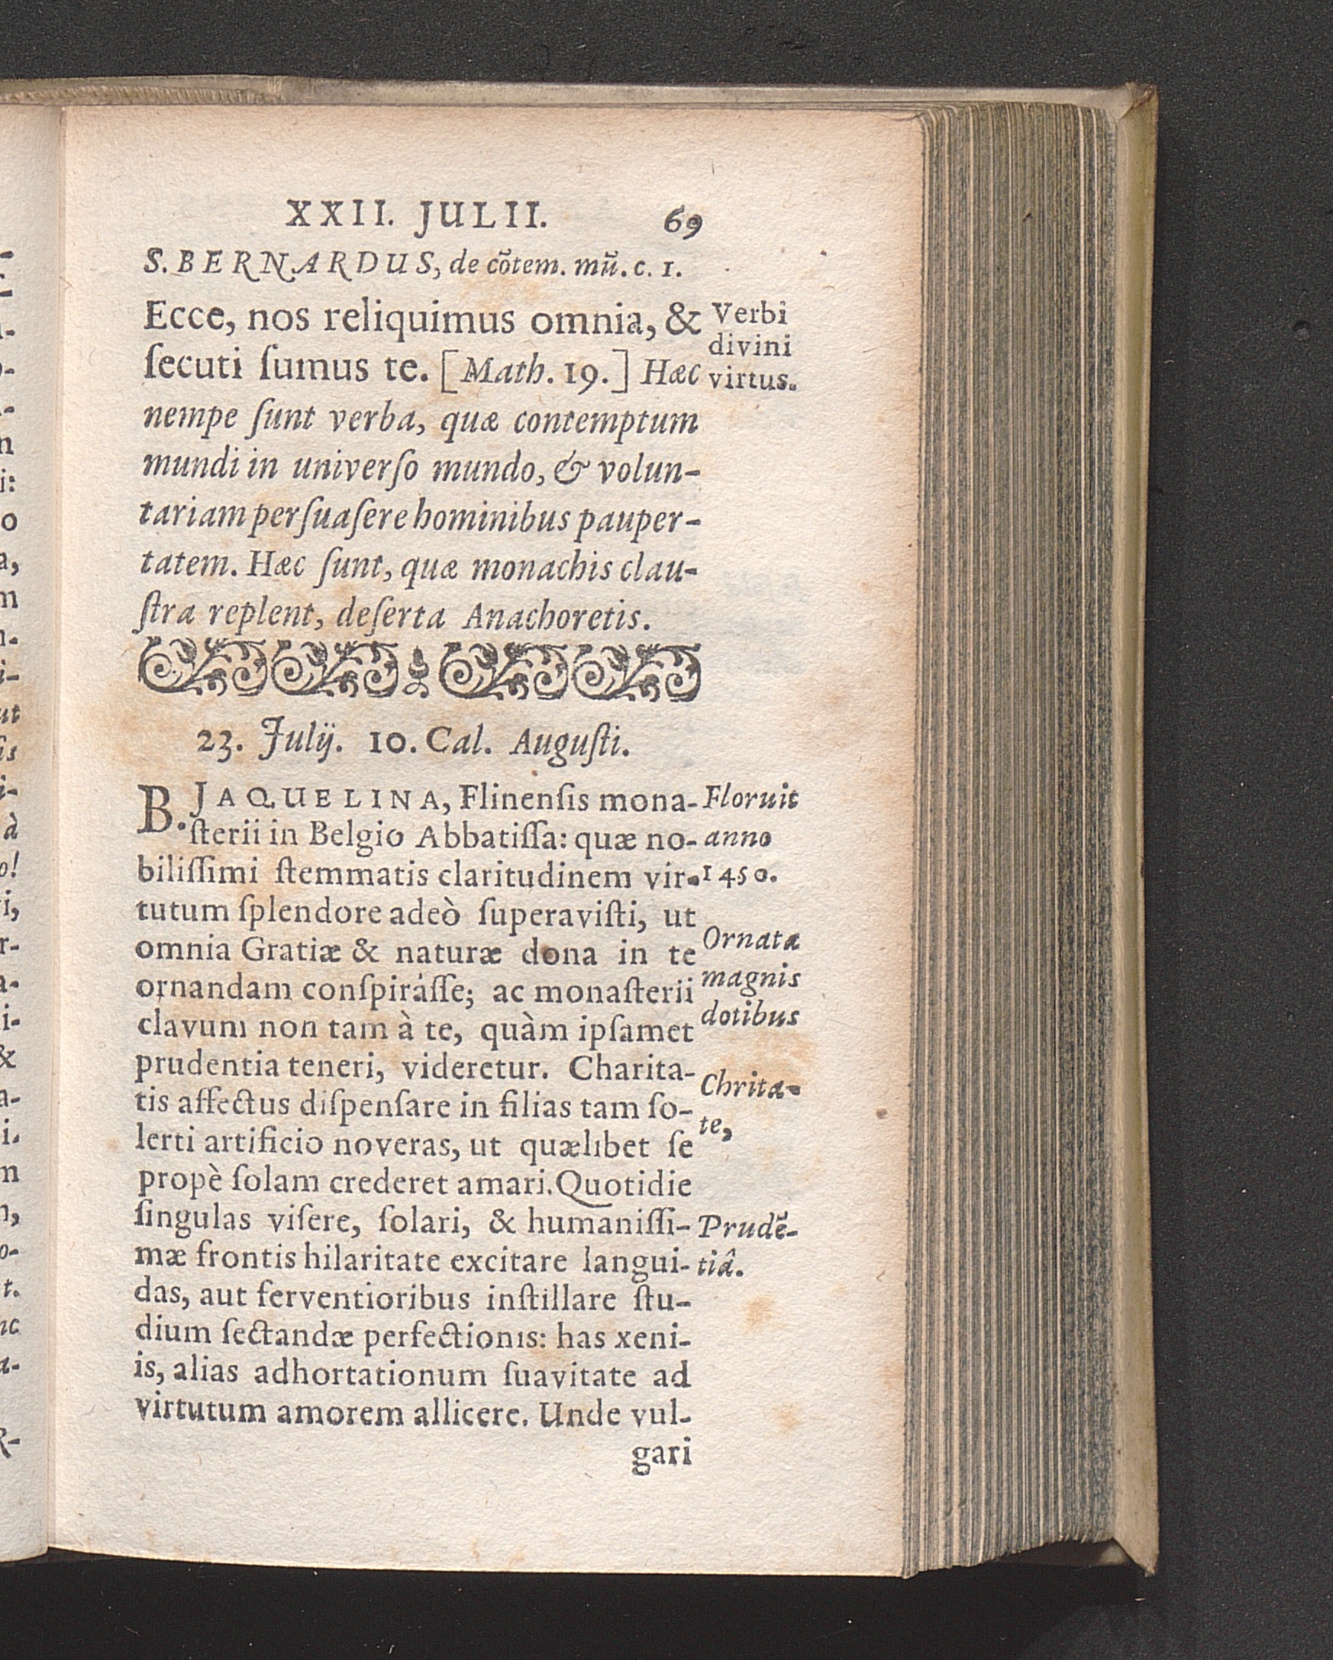 XXII. JULII. 69
S. BERNARDUS, de cõtem. mũ. c. 1.
Ecce, nos reliquimus omnia, &
ſecuti ſumus te. [Math. 19.] Hæc
nempe ſunt verba, quæ contemptum
mundi in univerſo mundo, & volun-
tariam perſuaſere hominibus pauper-
tatem. Hæc ſunt, quæ monachis clau-
ſtra replent, deſerta Anachoretis.
Verbi
divini
virtus.
23. Julij. 10. Cal. Auguſti.
B. JAQUELINA, Flinenſis mona-
ſterii in Belgio Abbatiſſa: quæ no-
biliſſimi ſtemmatis claritudinem vir-
tutum ſplendore adeò ſuperaviſti, ut
omnia Gratiæ & naturæ dona in te
ornandam conſpiráſſe; ac monaſterii
clavum non tam à te, quàm ipſamet
prudentia teneri, videretur. Charita-
tis affectus diſpenſare in filias tam ſo-
lerti artificio noveras, ut quælibet ſe
propè ſolam crederet amari. Quotidie
ſingulas viſere, ſolari, & humaniſſi-
mæ frontis hilaritate excitare langui-
das, aut ferventioribus inſtillare ſtu-
dium ſectandæ perfectionis: has xeni-
is, alias adhortationum ſuavitate ad
virtutum amorem allicere. Unde vul-
gari
Floruit
anno
1450.
Ornata
magnis
dotibus
Chrita-
te,
Prudẽ-
tiâ.